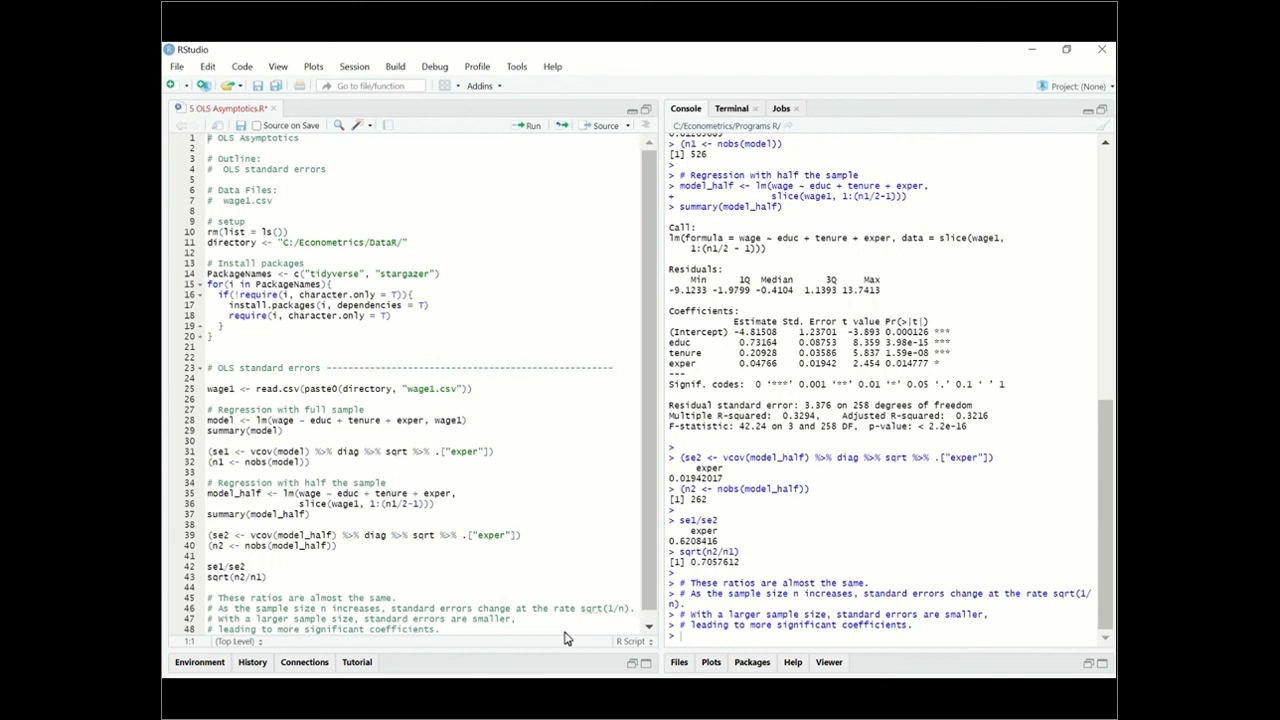 RStudio
File Edit Code View Plots Session Build Debug Profile Tools Help
Go to file/function Addins Project: (None)
5 OLS Asymptotics.R*
Source on Save Run Source
1 # OLS Asymptotics
2
3 # Outline:
4 #  OLS standard errors
5
6 # Data Files:
7 #  wage1.csv
8
9 # setup
10 rm(list = ls())
11 directory <- "C:/Econometrics/DataR/"
12
13 # Install packages
14 PackageNames <- c("tidyverse", "stargazer")
15 for(i in PackageNames){
16   if(!require(i, character.only = T)){
17     install.packages(i, dependencies = T)
18     require(i, character.only = T)
19   }
20 }
21
22
23 # OLS standard errors ------------------------------------------------------
24
25 wage1 <- read.csv(paste0(directory, "wage1.csv"))
26
27 # Regression with full sample
28 model <- lm(wage ~ educ + tenure + exper, wage1)
29 summary(model)
30
31 (se1 <- vcov(model) %>% diag %>% sqrt %>% .["exper"])
32 (n1 <- nobs(model))
33
34 # Regression with half the sample
35 model_half <- lm(wage ~ educ + tenure + exper,
36                  slice(wage1, 1:(n1/2-1)))
37 summary(model_half)
38
39 (se2 <- vcov(model_half) %>% diag %>% sqrt %>% .["exper"])
40 (n2 <- nobs(model_half))
41
42 se1/se2
43 sqrt(n2/n1)
44
45 # These ratios are almost the same.
46 # As the sample size n increases, standard errors change at the rate sqrt(1/n).
47 # With a larger sample size, standard errors are smaller,
48 # leading to more significant coefficients.
1:1 (Top Level) R Script
Environment History Connections Tutorial
Console Terminal Jobs
C:/Econometrics/Programs R/
> (n1 <- nobs(model))
[1] 526
>
> # Regression with half the sample
> model_half <- lm(wage ~ educ + tenure + exper,
+                  slice(wage1, 1:(n1/2-1)))
> summary(model_half)
Call:
lm(formula = wage ~ educ + tenure + exper, data = slice(wage1,
    1:(n1/2 - 1)))
Residuals:
    Min      1Q  Median      3Q     Max
-9.1233 -1.9799 -0.4104  1.1393 13.7413
Coefficients:
            Estimate Std. Error t value Pr(>|t|)
(Intercept) -4.81508    1.23701  -3.893 0.000126 ***
educ         0.73164    0.08753   8.359 3.98e-15 ***
tenure       0.20928    0.03586   5.837 1.59e-08 ***
exper        0.04766    0.01942   2.454 0.014777 *
---
Signif. codes:  0 ‘***’ 0.001 ‘**’ 0.01 ‘*’ 0.05 ‘.’ 0.1 ‘ ’ 1
Residual standard error: 3.376 on 258 degrees of freedom
Multiple R-squared:  0.3294,	Adjusted R-squared:  0.3216
F-statistic: 42.24 on 3 and 258 DF,  p-value: < 2.2e-16
>
> (se2 <- vcov(model_half) %>% diag %>% sqrt %>% .["exper"])
     exper
0.01942017
> (n2 <- nobs(model_half))
[1] 262
>
> se1/se2
    exper
0.6208416
> sqrt(n2/n1)
[1] 0.7057612
>
> # These ratios are almost the same.
> # As the sample size n increases, standard errors change at the rate sqrt(1/
n).
> # With a larger sample size, standard errors are smaller,
> # leading to more significant coefficients.
>
Files Plots Packages Help Viewer